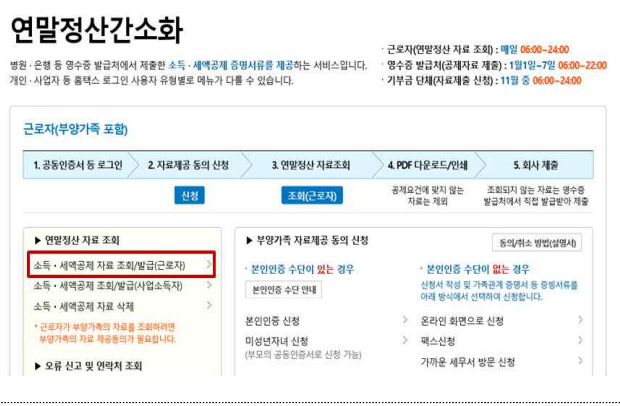 연말정산간소화
병원 · 은행 등 영수증 발급처에서 제출한 소득 · 세액공제 증명서류를 제공하는 서비스입니다.
개인 · 사업자 등 홈택스 로그인 사용자 유형별로 메뉴가 다를 수 있습니다.
· 근로자(연말정산 자료 조회) : 매일 06:00~24:00
· 영수증 발급처(공제자료 제출) : 1월1일~7일 06:00~22:00
· 기부금 단체(자료제출 신청) : 11월 중 06:00~24:00
근로자(부양가족 포함)
1. 공동인증서 등 로그인
2. 자료제공 동의 신청
3. 연말정산 자료조회
4. PDF 다운로드/인쇄
5. 회사 제출
신청
조회(근로자)
공제요건에 맞지 않는
자료는 제외
조회되지 않는 자료는 영수증
발급처에서 직접 발급받아 제출
▶ 연말정산 자료 조회
소득 · 세액공제 자료 조회/발급(근로자) >
소득 · 세액공제 조회/발급(사업소득자) >
소득 · 세액공제 자료 삭제 >
* 근로자가 부양가족의 자료를 조회하려면
부양가족의 자료 제공동의가 필요합니다.
▶ 오류 신고 및 연락처 조회
▶ 부양가족 자료제공 동의 신청
동의/취소 방법(설명서)
· 본인인증 수단이 있는 경우
본인인증 수단 안내
본인인증 신청 >
미성년자녀 신청 >
(부모의 공동인증서로 신청 가능)
· 본인인증 수단이 없는 경우
신청서 작성 및 가족관계 증명서 등 증빙서류를
아래 방식에서 선택하여 신청합니다.
온라인 화면으로 신청 >
팩스신청 >
가까운 세무서 방문 신청 >